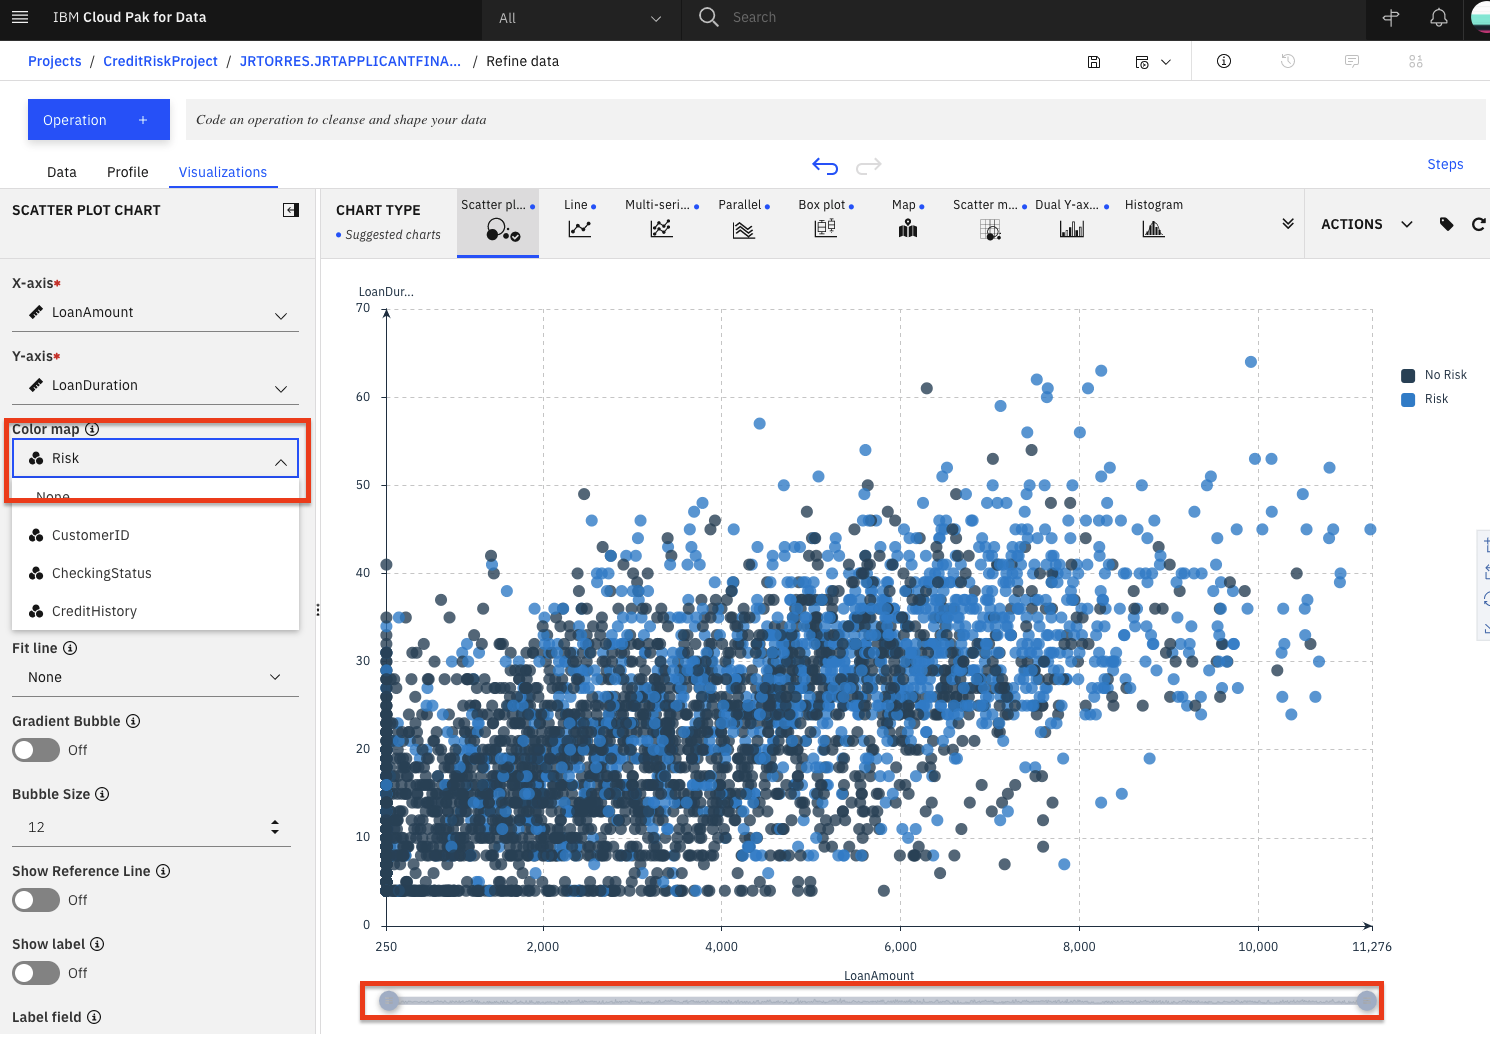 IBM Cloud Pak for Data
All
Search
Projects / CreditRiskProject / JRTORRES.JRTAPPLICANTFINA... / Refine data
Operation +
Code an operation to cleanse and shape your data
Data Profile Visualizations
Steps
SCATTER PLOT CHART
CHART TYPE
Suggested charts
Scatter pl...
Line
Multi-seri...
Parallel
Box plot
Map
Scatter m...
Dual Y-ax...
Histogram
ACTIONS
X-axis*
LoanAmount
Y-axis*
LoanDuration
Color map
Risk
None
CustomerID
CheckingStatus
CreditHistory
Fit line
None
Gradient Bubble
Off
Bubble Size
12
Show Reference Line
Off
Show label
Off
Label field
LoanDur...
70
60
50
40
30
20
10
0
250 2,000 4,000 6,000 8,000 10,000 11,276
LoanAmount
No Risk
Risk